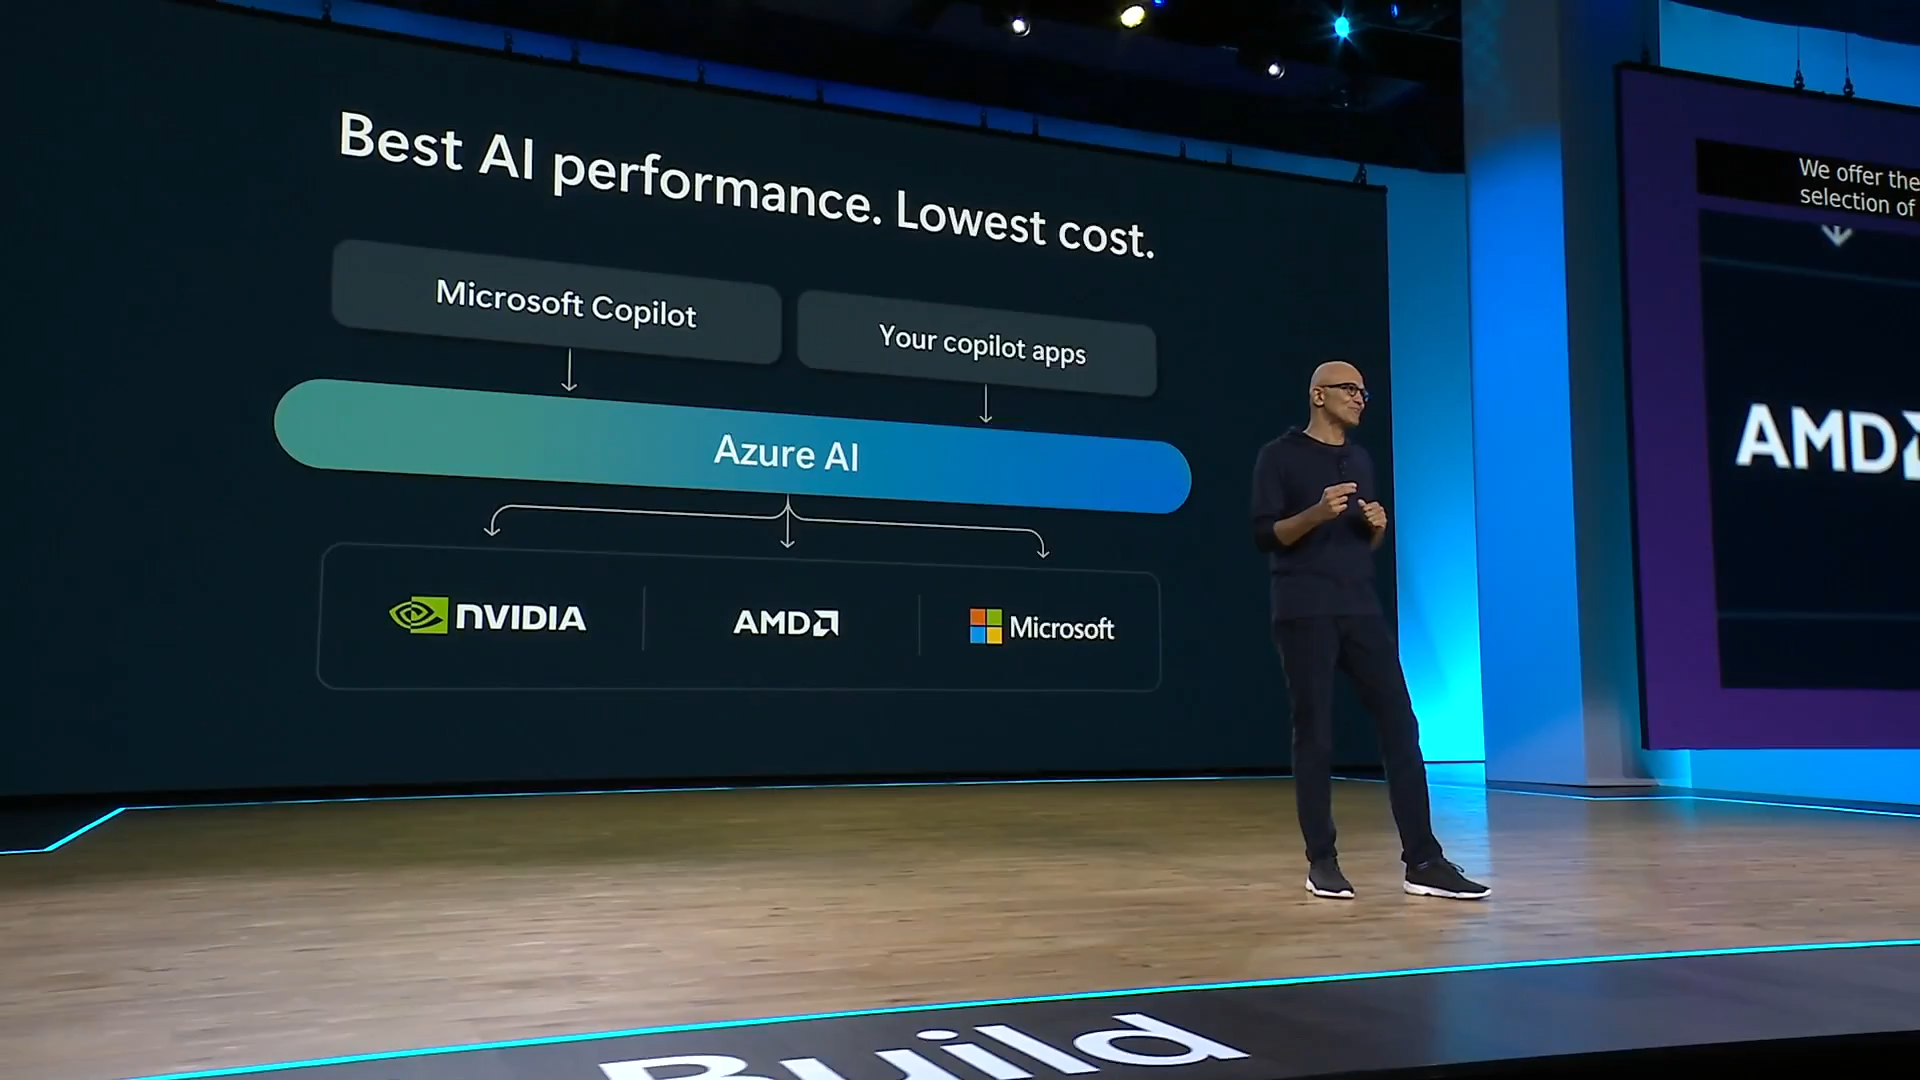 Best AI performance. Lowest cost.
Microsoft Copilot
Your copilot apps
Azure AI
NVIDIA
AMD
Microsoft
We offer the
selection of
AMD
Build